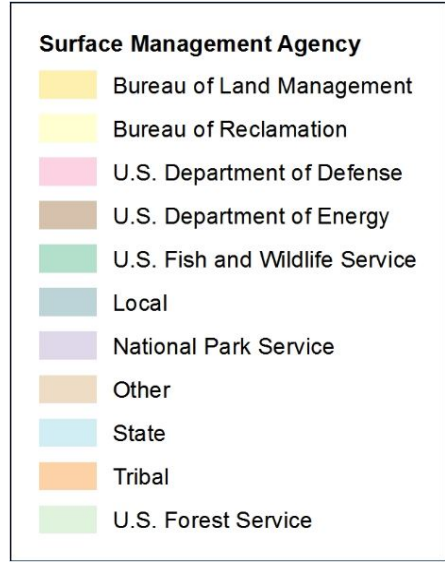 Surface Management Agency
Bureau of Land Management
Bureau of Reclamation
U.S. Department of Defense
U.S. Department of Energy
U.S. Fish and Wildlife Service
Local
National Park Service
Other
State
Tribal
U.S. Forest Service